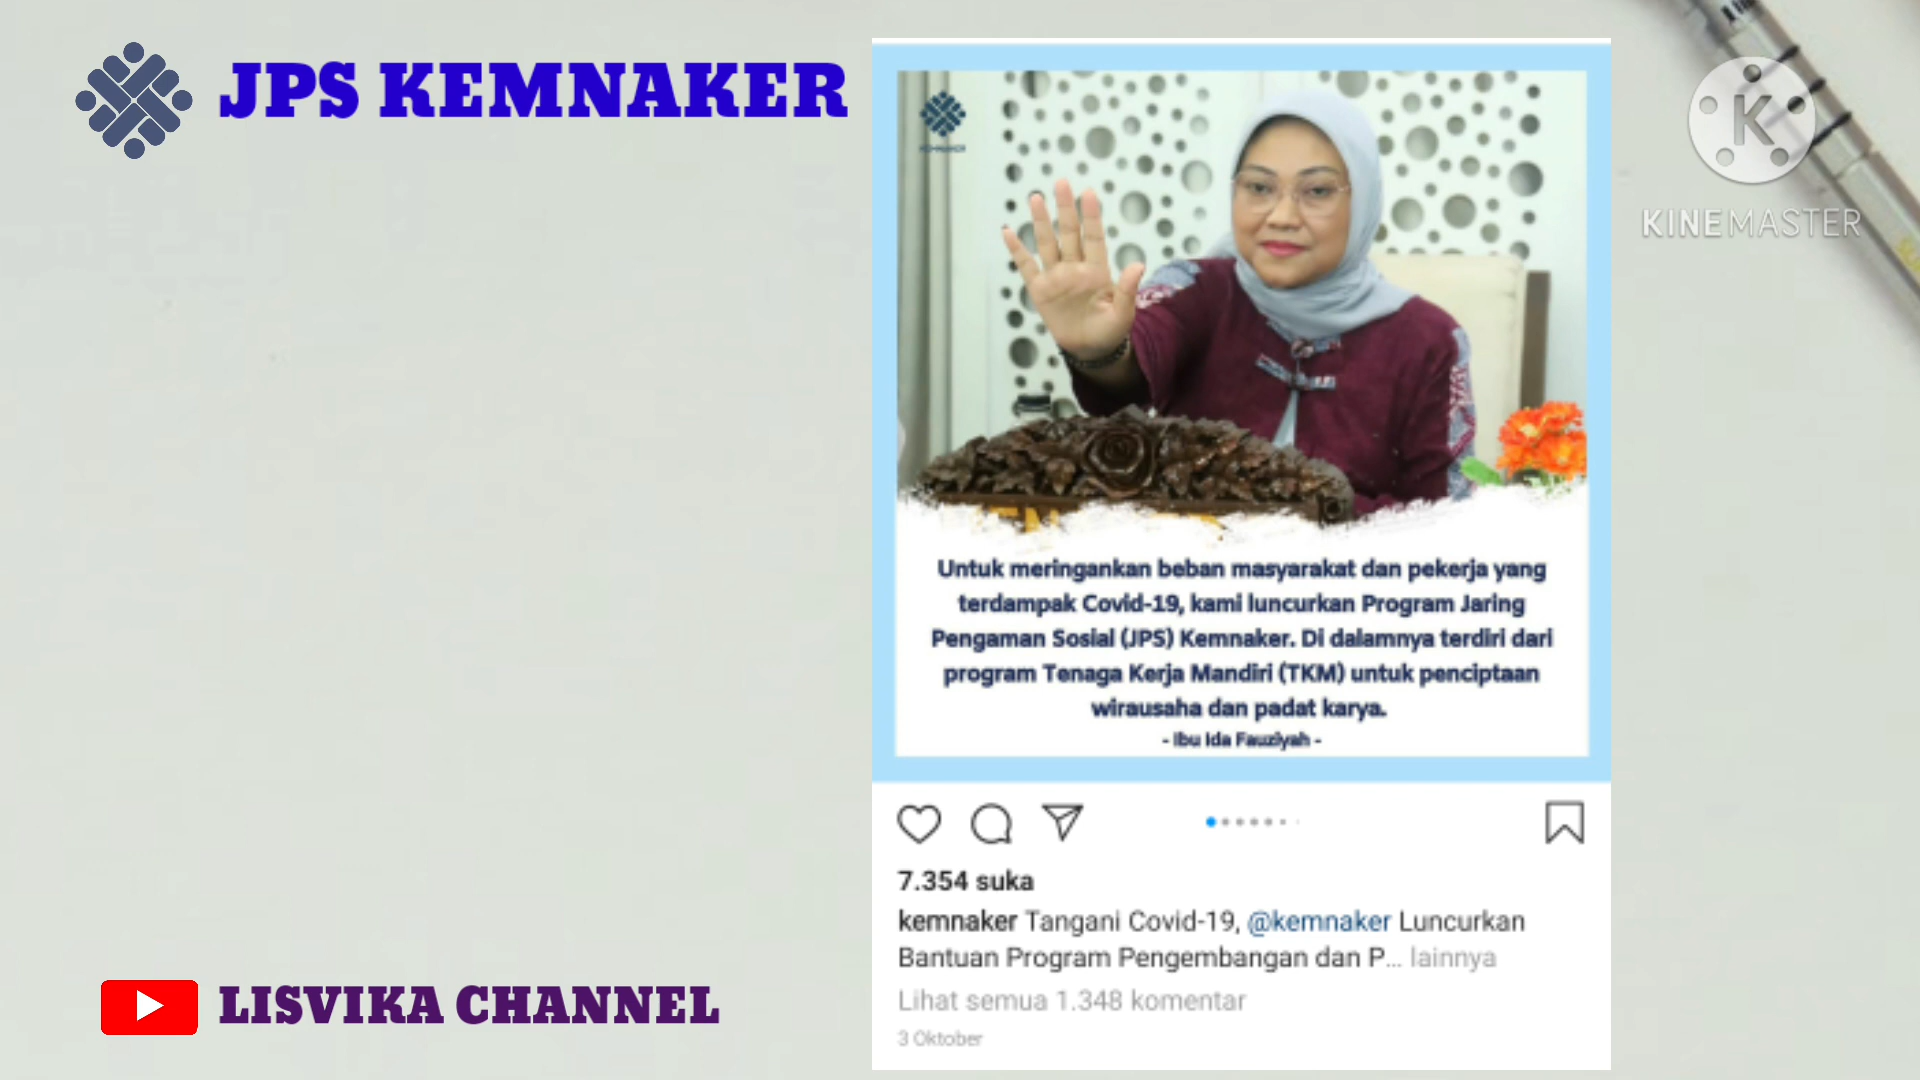 JPS KEMNAKER
KEMNAKER
KINEMASTER
Untuk meringankan beban masyarakat dan pekerja yang
terdampak Covid-19, kami luncurkan Program Jaring
Pengaman Sosial (JPS) Kemnaker. Di dalamnya terdiri dari
program Tenaga Kerja Mandiri (TKM) untuk penciptaan
wirausaha dan padat karya.
- Ibu Ida Fauziyah -
7.354 suka
kemnaker Tangani Covid-19, @kemnaker Luncurkan
Bantuan Program Pengembangan dan P... lainnya
Lihat semua 1.348 komentar
3 Oktober
LISVIKA CHANNEL